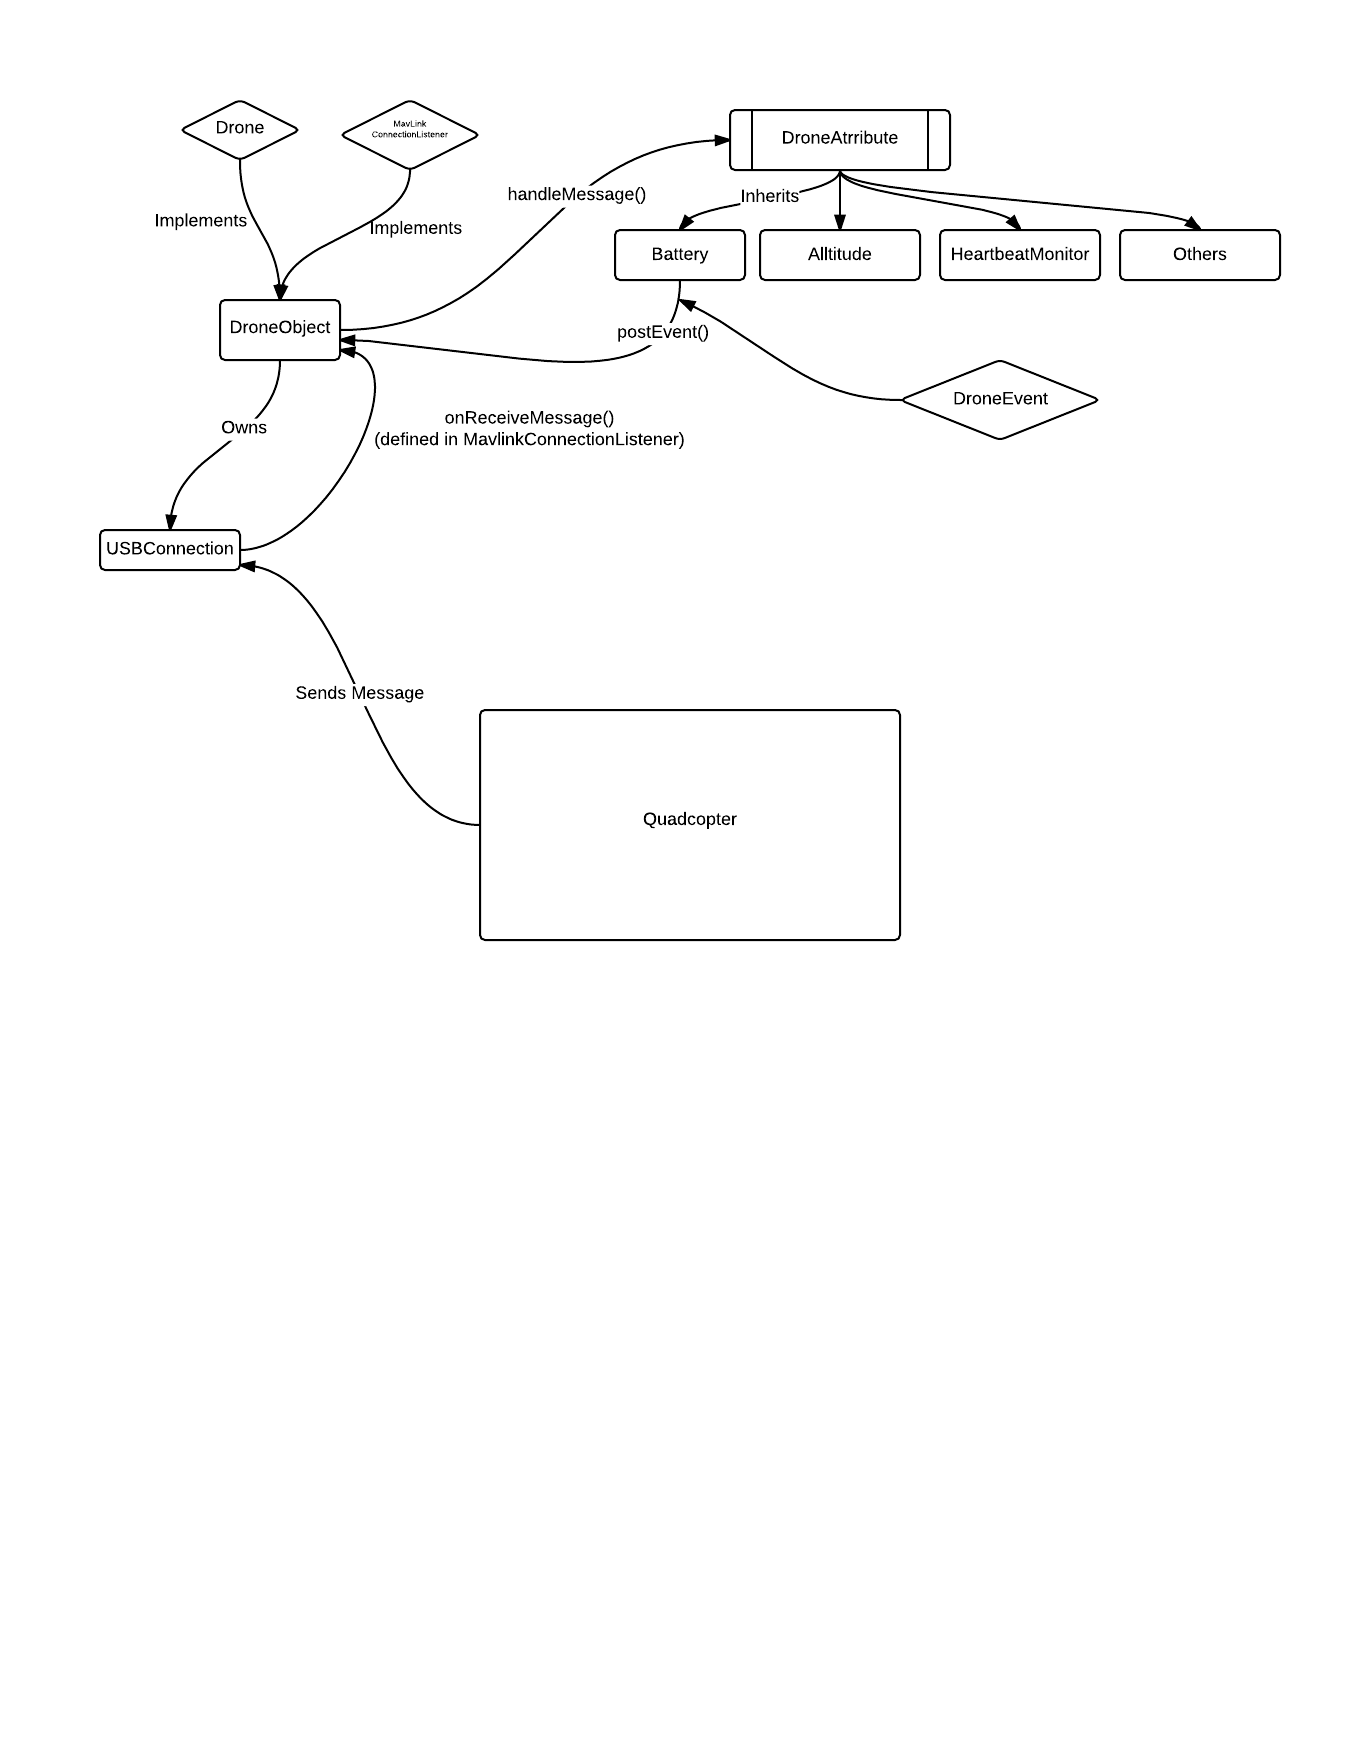 Drone
MavLink
ConnectionListener
DroneAtrribute
handleMessage()
Inherits
Implements
Implements
Battery
Alltitude
HeartbeatMonitor
Others
DroneObject
postEvent()
DroneEvent
onReceiveMessage()
(defined in MavlinkConnectionListener)
Owns
USBConnection
Sends Message
Quadcopter